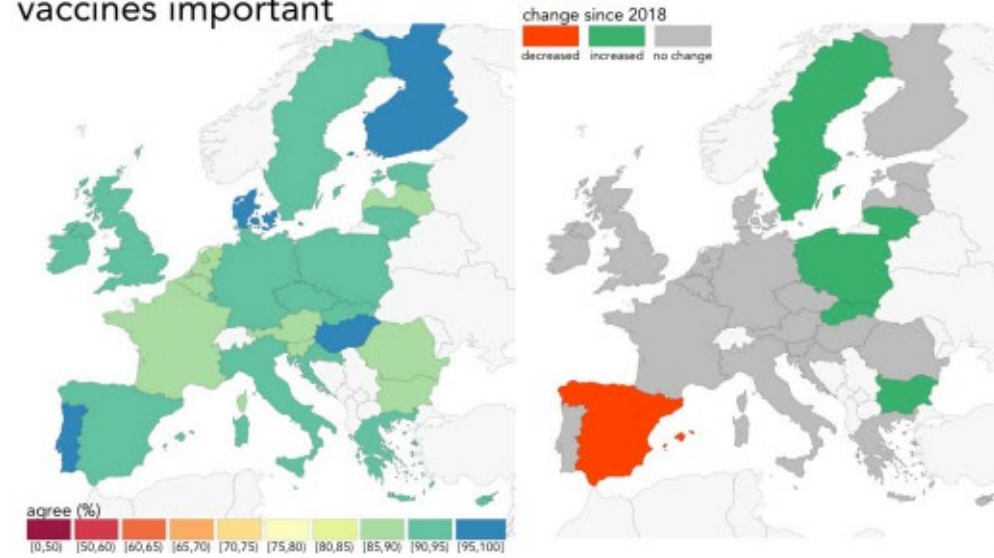 vaccines important
change since 2018
decreased increased no change
agree (%)
[0,50) [50,60) [60,65) [65,70) [70,75) [75,80) [80,85) [85,90) [90,95) [95,100]